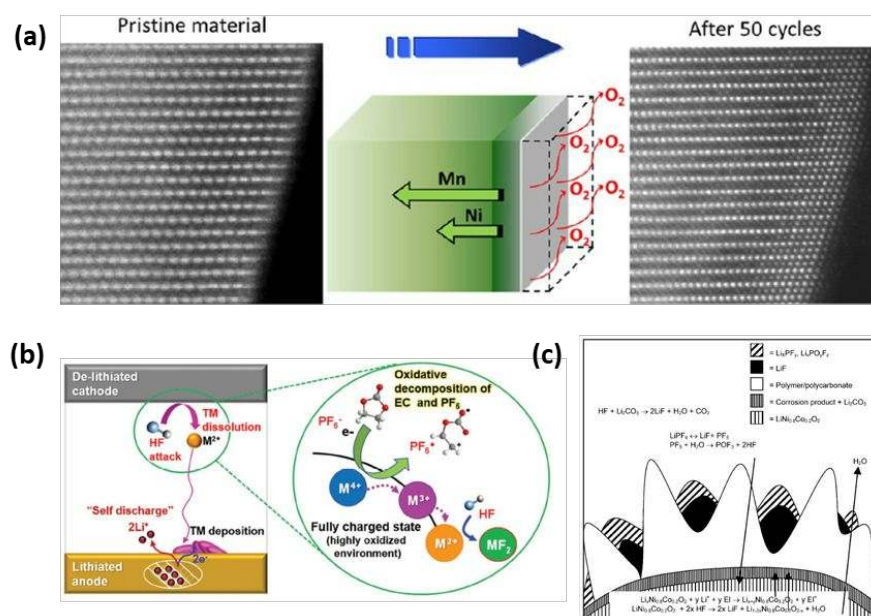 (a)
Pristine material
After 50 cycles
O2
O2
O2
O2
O2
O2
O2
Mn
Ni
(b)
De-lithiated
cathode
TM
dissolution
M2+
HF
attack
"Self discharge"
2Li+
TM deposition
2e-
Lithiated
anode
Oxidative
decomposition of
EC and PF6
PF6-
e-
PF6•
M4+
M3+
HF
Fully charged state
(highly oxidized
environment)
M2+
MF2
(c)
= LiF
= Polymer/polycarbonate
= Corrosion product + Li2CO3
= LiNi0.8Co0.2O2
HF + Li2CO3 → 2LiF + H2O + CO2
LiPF6 ↔ LiF + PF5
PF5 + H2O → POF3 + 2HF
H2O